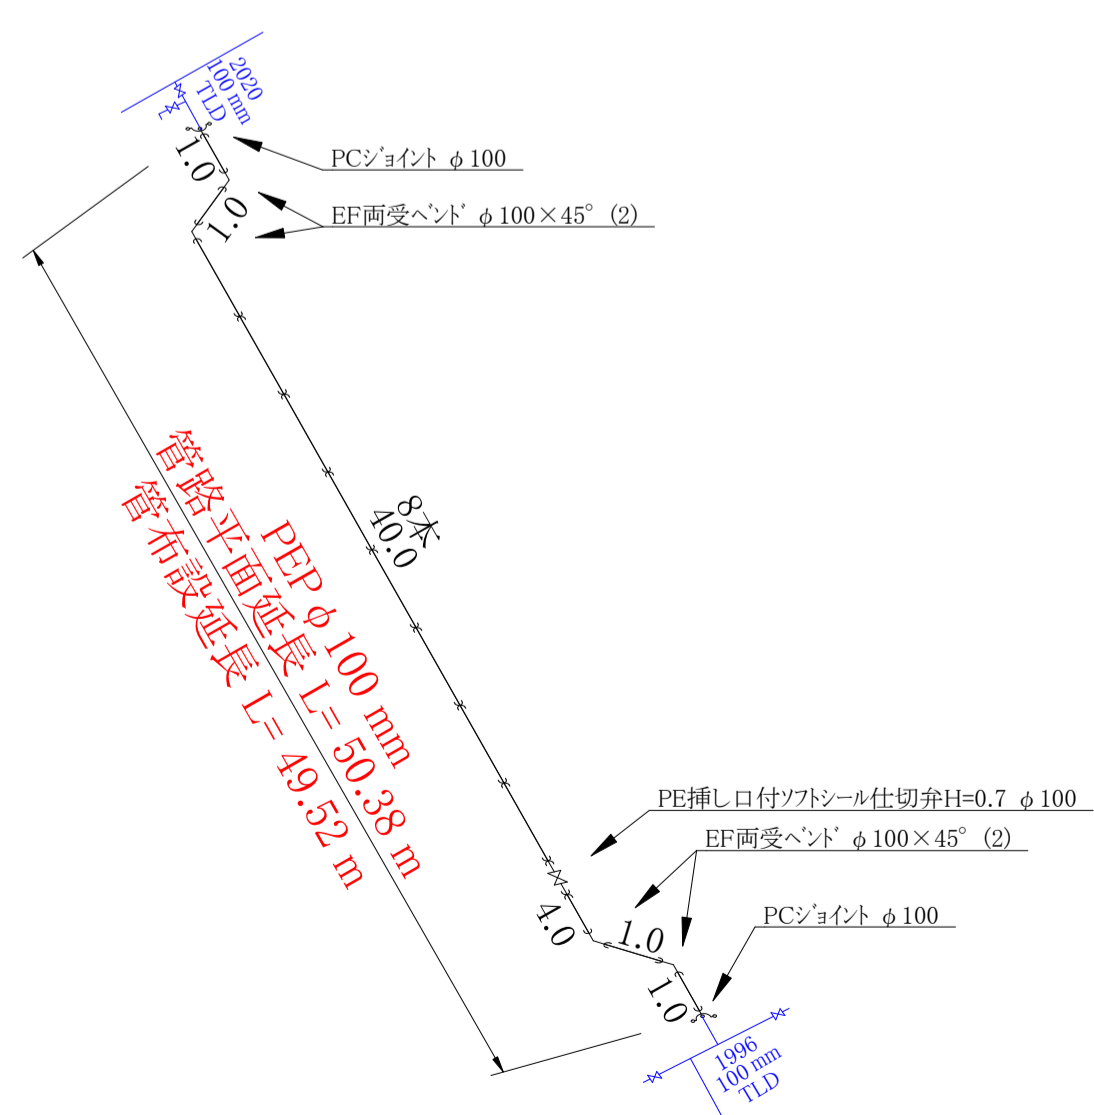 2020
100 mm
TLD
1.0
PCジョイント φ100
1.0
EF両受ベンド φ100×45° (2)
8本
40.0
PEP φ 100 mm
管路平面延長 L= 50.38 m
管布設延長 L= 49.52 m
PE挿し口付ソフトシール仕切弁H=0.7 φ100
EF両受ベンド φ100×45° (2)
4.0
1.0
PCジョイント φ100
1.0
1996
100 mm
TLD